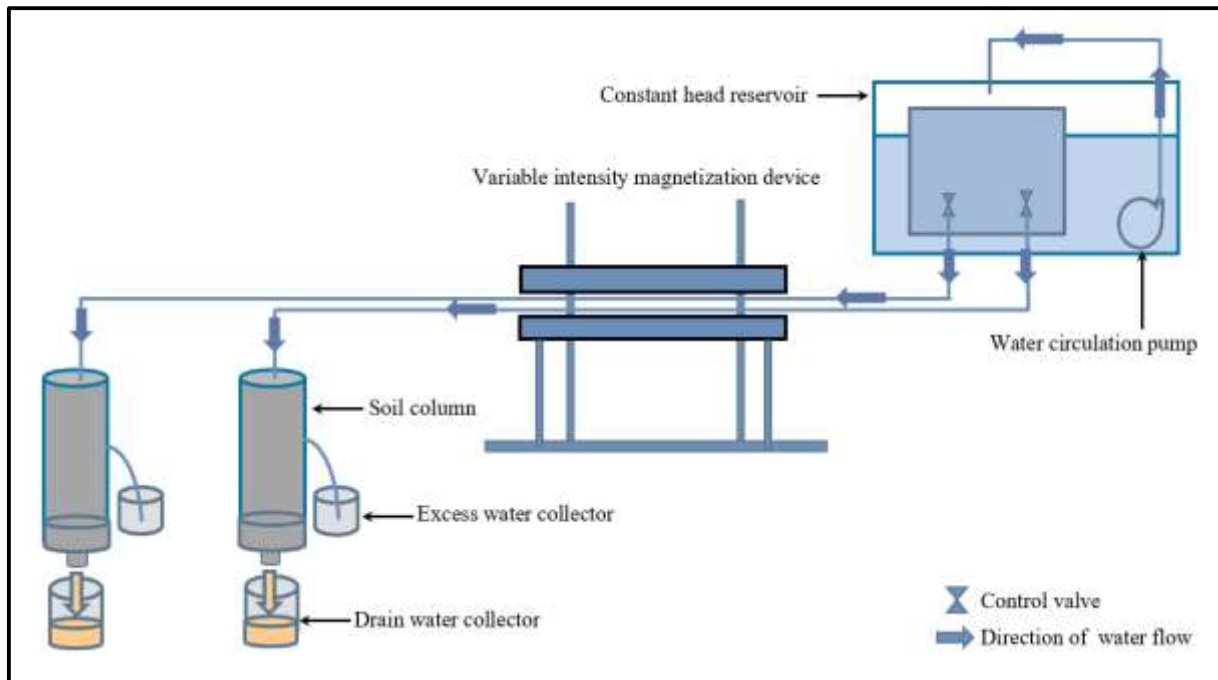 Constant head reservoir
Variable intensity magnetization device
Water circulation pump
Soil column
Excess water collector
Drain water collector
Control valve
Direction of water flow